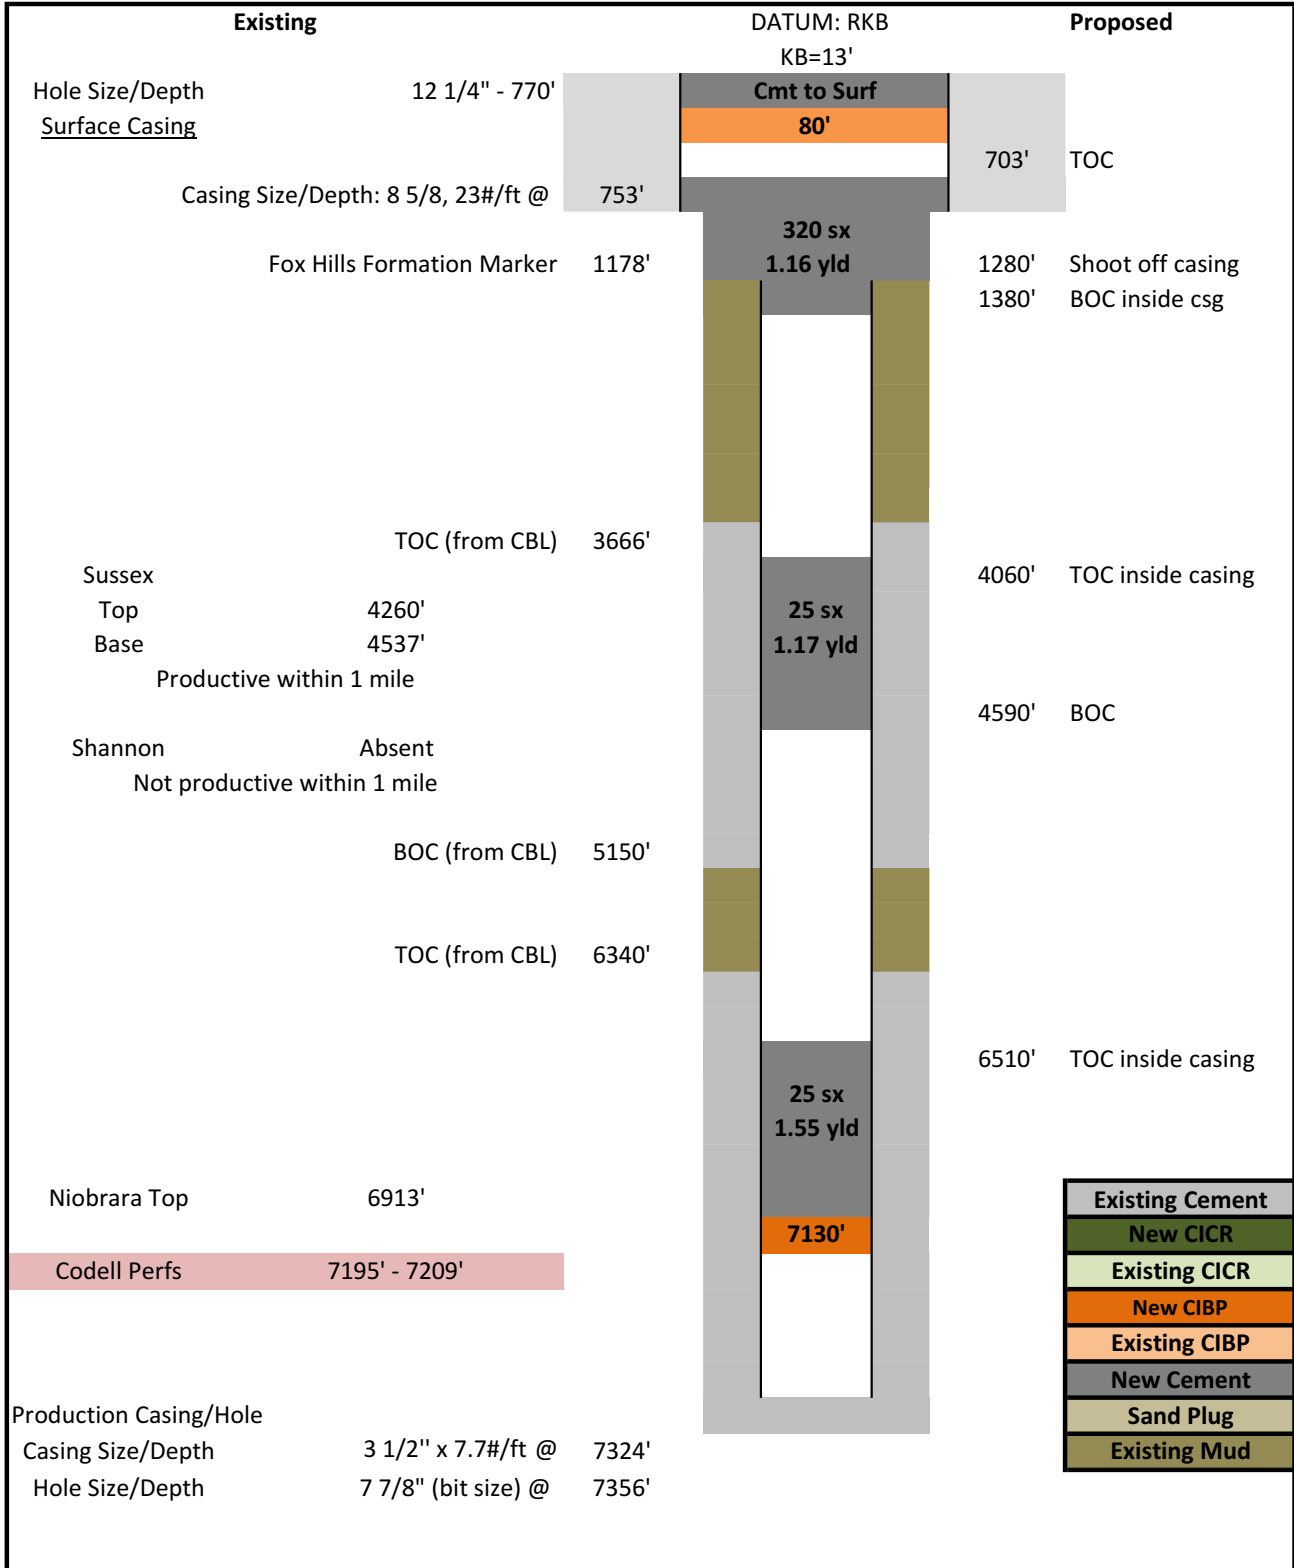 Existing DATUM: RKB Proposed
KB=13'
Hole Size/Depth 12 1/4" - 770' Cmt to Surf
Surface Casing 80'
703' TOC
Casing Size/Depth: 8 5/8, 23#/ft @ 753'
320 sx
Fox Hills Formation Marker 1178' 1.16 yld 1280' Shoot off casing
1380' BOC inside csg
TOC (from CBL) 3666'
Sussex 4060' TOC inside casing
Top 4260' 25 sx
Base 4537' 1.17 yld
Productive within 1 mile
4590' BOC
Shannon Absent
Not productive within 1 mile
BOC (from CBL) 5150'
TOC (from CBL) 6340'
6510' TOC inside casing
25 sx
1.55 yld
Niobrara Top 6913' Existing Cement
7130' New CICR
Codell Perfs 7195' - 7209' Existing CICR
New CIBP
Existing CIBP
New Cement
Production Casing/Hole Sand Plug
Casing Size/Depth 3 1/2'' x 7.7#/ft @ 7324' Existing Mud
Hole Size/Depth 7 7/8" (bit size) @ 7356'